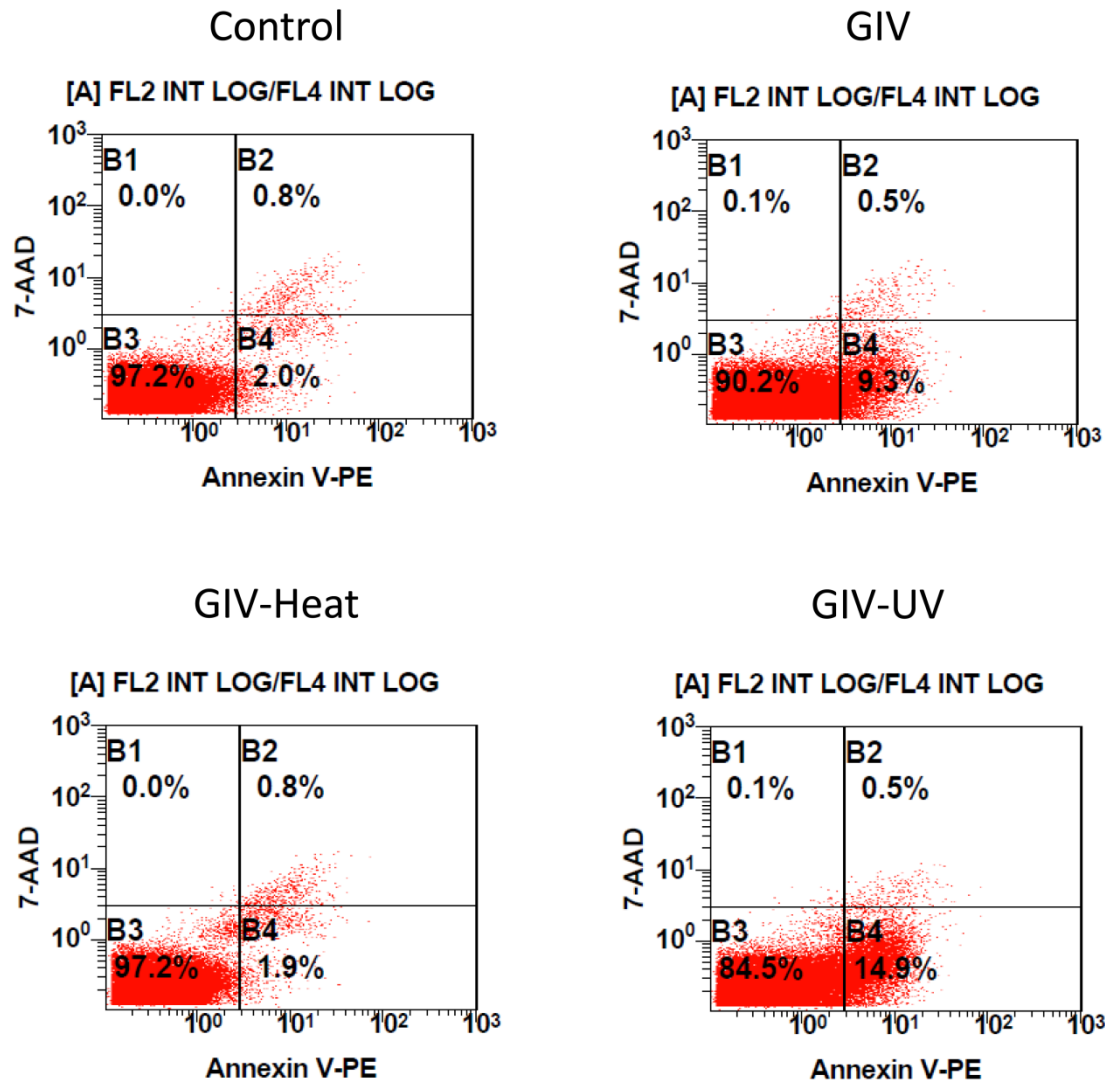 Control
[A] FL2 INT LOG/FL4 INT LOG
10³
B1
B2
0.0%
0.8%
10²
7-AAD
10¹
B3
B4
10⁰
97.2%
2.0%
10⁰ 10¹ 10² 10³
Annexin V-PE
GIV
[A] FL2 INT LOG/FL4 INT LOG
10³
B1
B2
0.1%
0.5%
10²
7-AAD
10¹
B3
B4
10⁰
90.2%
9.3%
10⁰ 10¹ 10² 10³
Annexin V-PE
GIV-Heat
[A] FL2 INT LOG/FL4 INT LOG
10³
B1
B2
0.0%
0.8%
10²
7-AAD
10¹
B3
B4
10⁰
97.2%
1.9%
10⁰ 10¹ 10² 10³
Annexin V-PE
GIV-UV
[A] FL2 INT LOG/FL4 INT LOG
10³
B1
B2
0.1%
0.5%
10²
7-AAD
10¹
B3
B4
10⁰
84.5%
14.9%
10⁰ 10¹ 10² 10³
Annexin V-PE